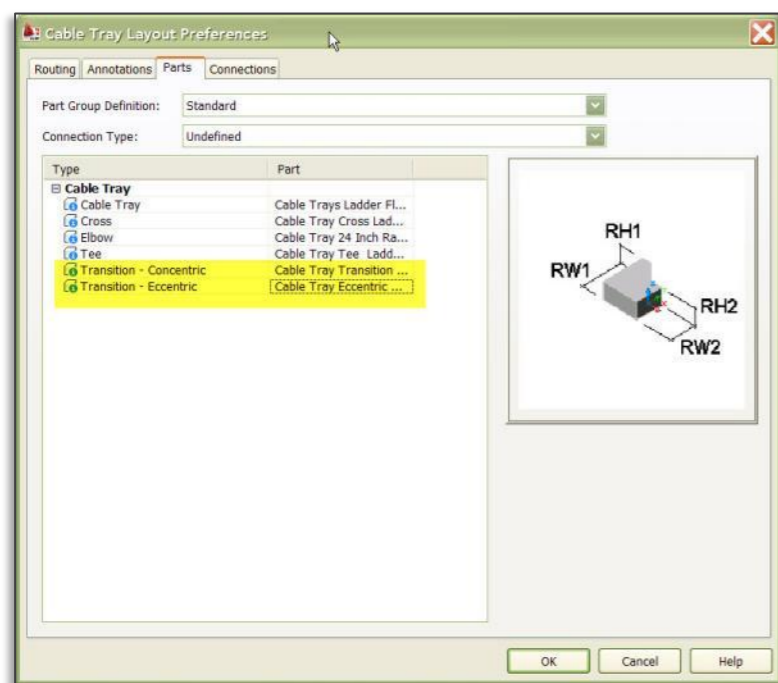 Cable Tray Layout Preferences
Routing Annotations Parts Connections
Part Group Definition: Standard
Connection Type: Undefined
Type Part
Cable Tray
Cable Tray Cable Trays Ladder Fl...
Cross Cable Tray Cross Lad...
Elbow Cable Tray 24 Inch Ra...
Tee Cable Tray Tee Ladd...
Transition - Concentric Cable Tray Transition ...
Transition - Eccentric Cable Tray Eccentric ...
RH1
RW1
RH2
RW2
OK Cancel Help